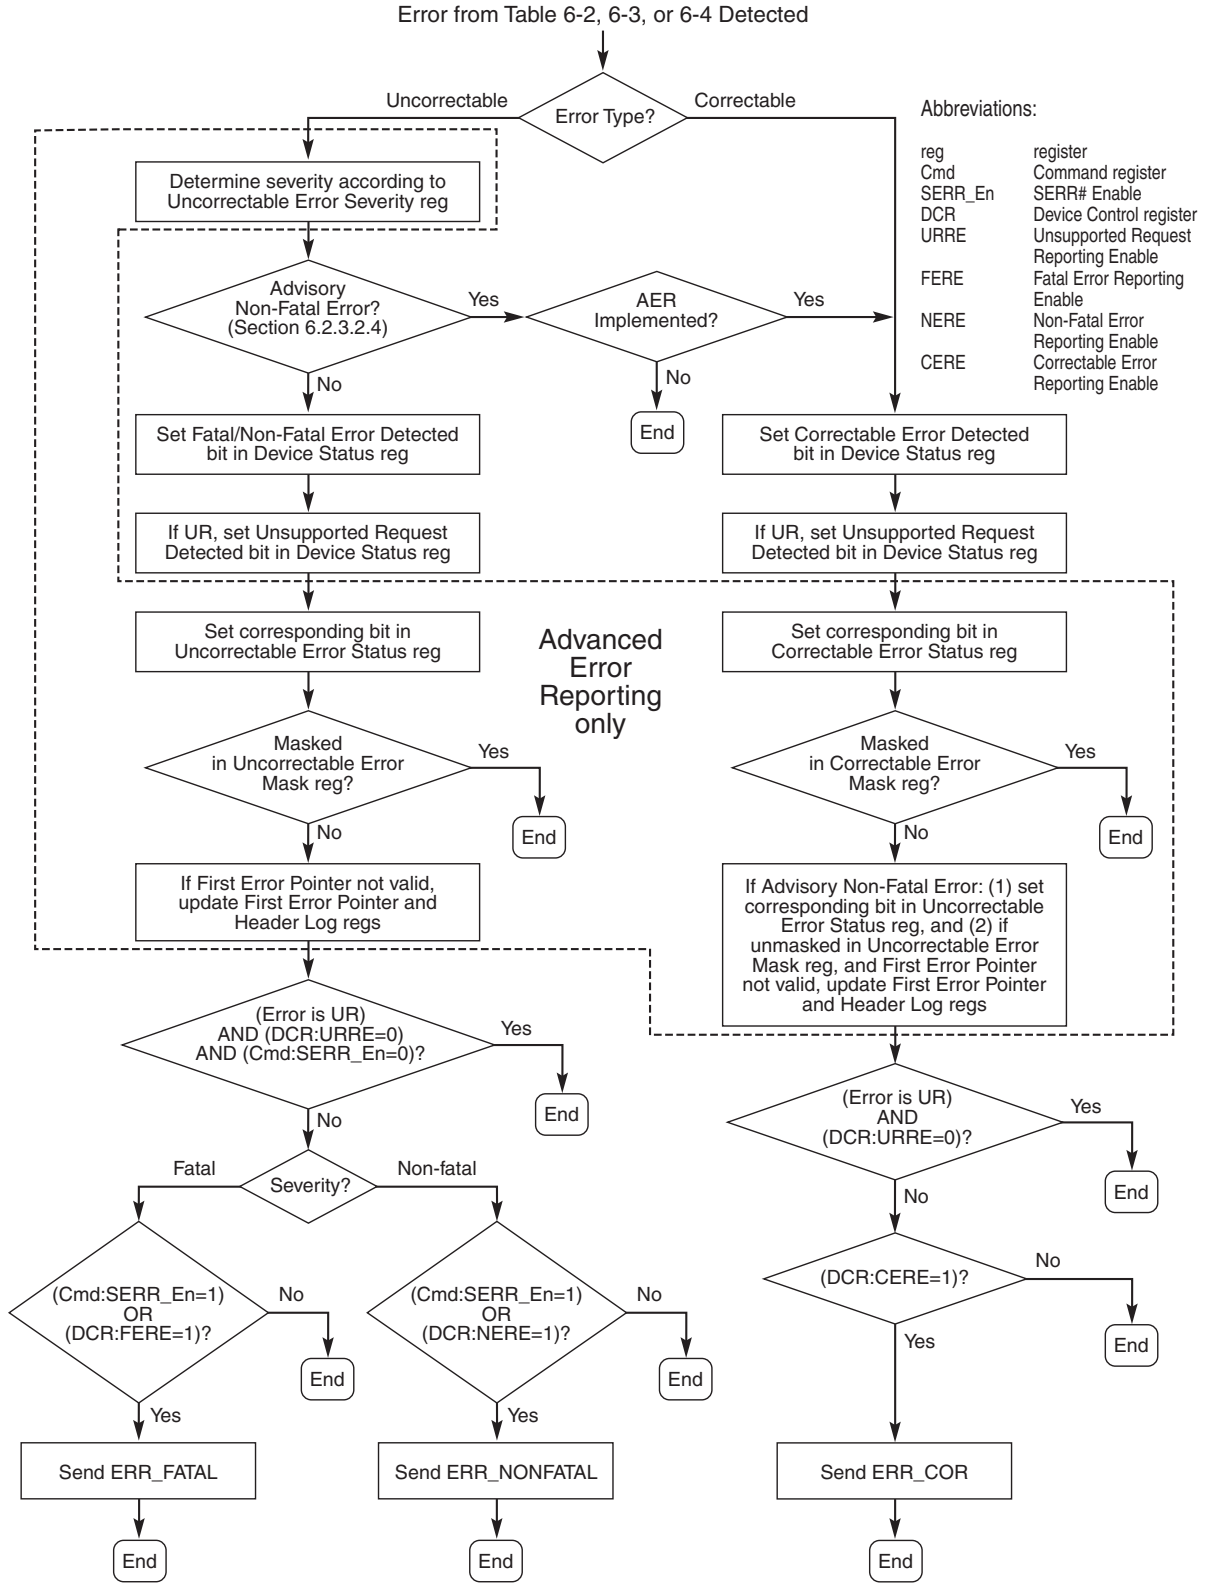 Error from Table 6-2, 6-3, or 6-4 Detected
Uncorrectable
Error Type?
Correctable
Abbreviations:
reg register
Cmd Command register
SERR_En SERR# Enable
DCR Device Control register
URRE Unsupported Request
Reporting Enable
FERE Fatal Error Reporting
Enable
NERE Non-Fatal Error
Reporting Enable
CERE Correctable Error
Reporting Enable
Determine severity according to
Uncorrectable Error Severity reg
Advisory
Non-Fatal Error?
(Section 6.2.3.2.4)
Yes
AER
Implemented?
Yes
No
No
End
Set Fatal/Non-Fatal Error Detected
bit in Device Status reg
Set Correctable Error Detected
bit in Device Status reg
If UR, set Unsupported Request
Detected bit in Device Status reg
If UR, set Unsupported Request
Detected bit in Device Status reg
Set corresponding bit in
Uncorrectable Error Status reg
Advanced
Error
Reporting
only
Set corresponding bit in
Correctable Error Status reg
Masked
in Uncorrectable Error
Mask reg?
Yes
No
End
Masked
in Correctable Error
Mask reg?
Yes
No
End
If First Error Pointer not valid,
update First Error Pointer and
Header Log regs
If Advisory Non-Fatal Error: (1) set
corresponding bit in Uncorrectable
Error Status reg, and (2) if
unmasked in Uncorrectable Error
Mask reg, and First Error Pointer
not valid, update First Error Pointer
and Header Log regs
(Error is UR)
AND (DCR:URRE=0)
AND (Cmd:SERR_En=0)?
Yes
End
No
(Error is UR)
AND
(DCR:URRE=0)?
Yes
End
No
Fatal
Severity?
Non-fatal
(Cmd:SERR_En=1)
OR
(DCR:FERE=1)?
No
End
Yes
(Cmd:SERR_En=1)
OR
(DCR:NERE=1)?
No
End
Yes
(DCR:CERE=1)?
No
End
Yes
Send ERR_FATAL
Send ERR_NONFATAL
Send ERR_COR
End
End
End